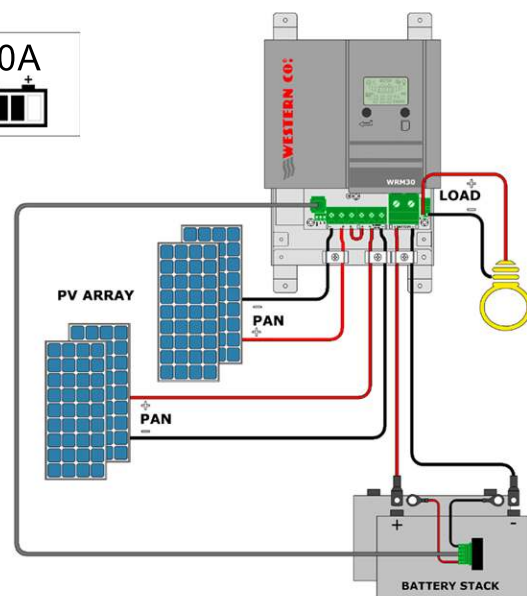 0A
WESTERN CO:
WRM30
LOAD
PV ARRAY
PAN
PAN
BATTERY STACK